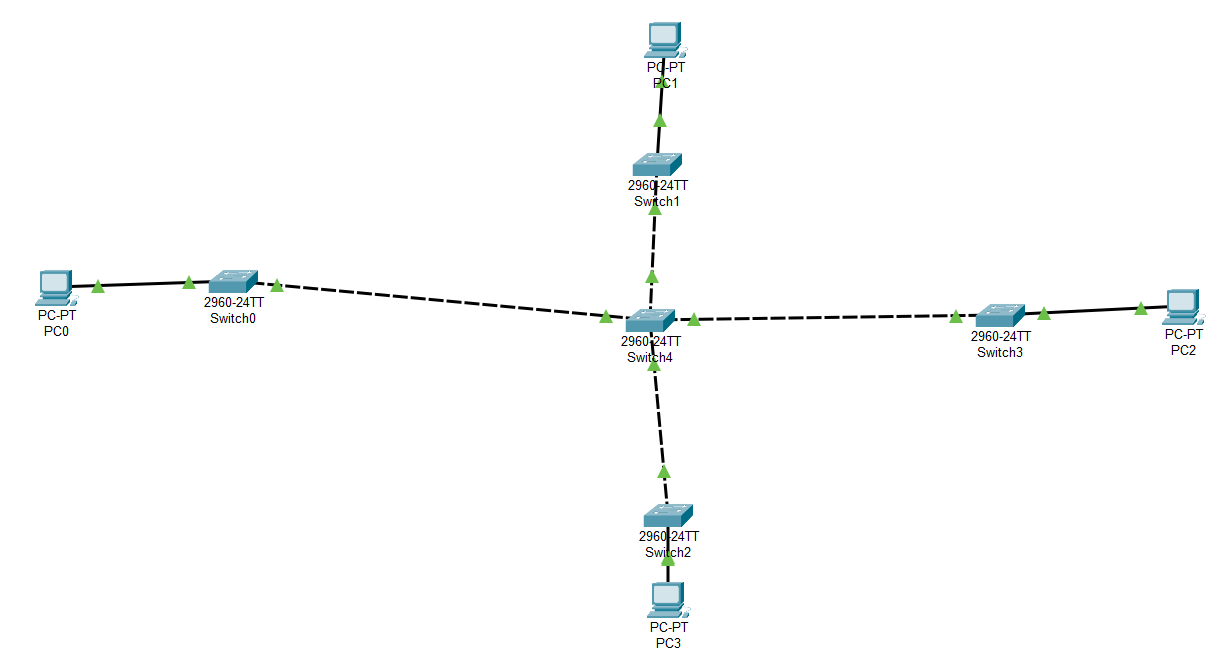 PC-PT
PC1
2960-24TT
Switch1
PC-PT
PC0
2960-24TT
Switch0
2960-24TT
Switch4
2960-24TT
Switch3
PC-PT
PC2
2960-24TT
Switch2
PC-PT
PC3